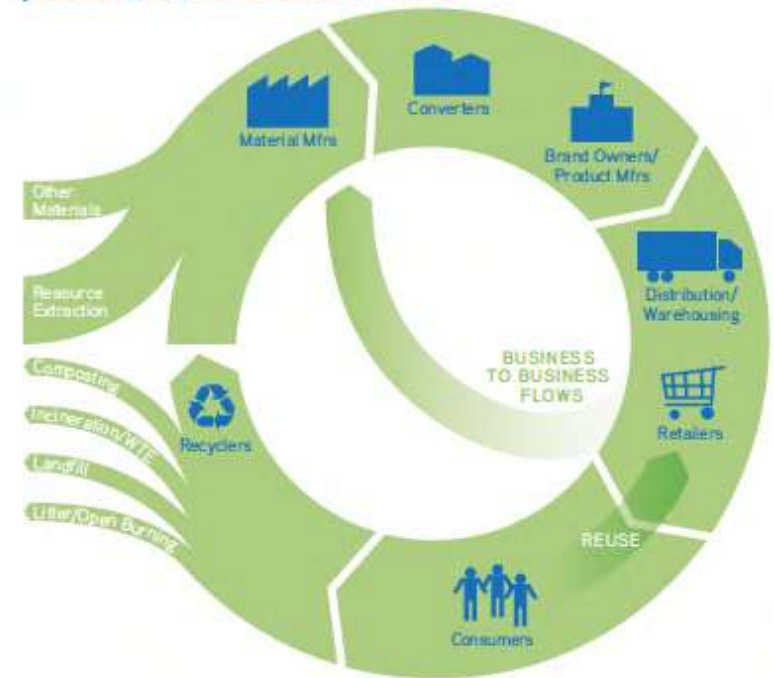 Material Mfrs
Converters
Brand Owners/
Product Mfrs
Other
Materials
Resource
Extraction
Distribution/
Warehousing
BUSINESS
TO BUSINESS
FLOWS
Composting
Incineration/WTE
Landfill
Litter/Open Burning
Recyclers
Retailers
REUSE
Consumers